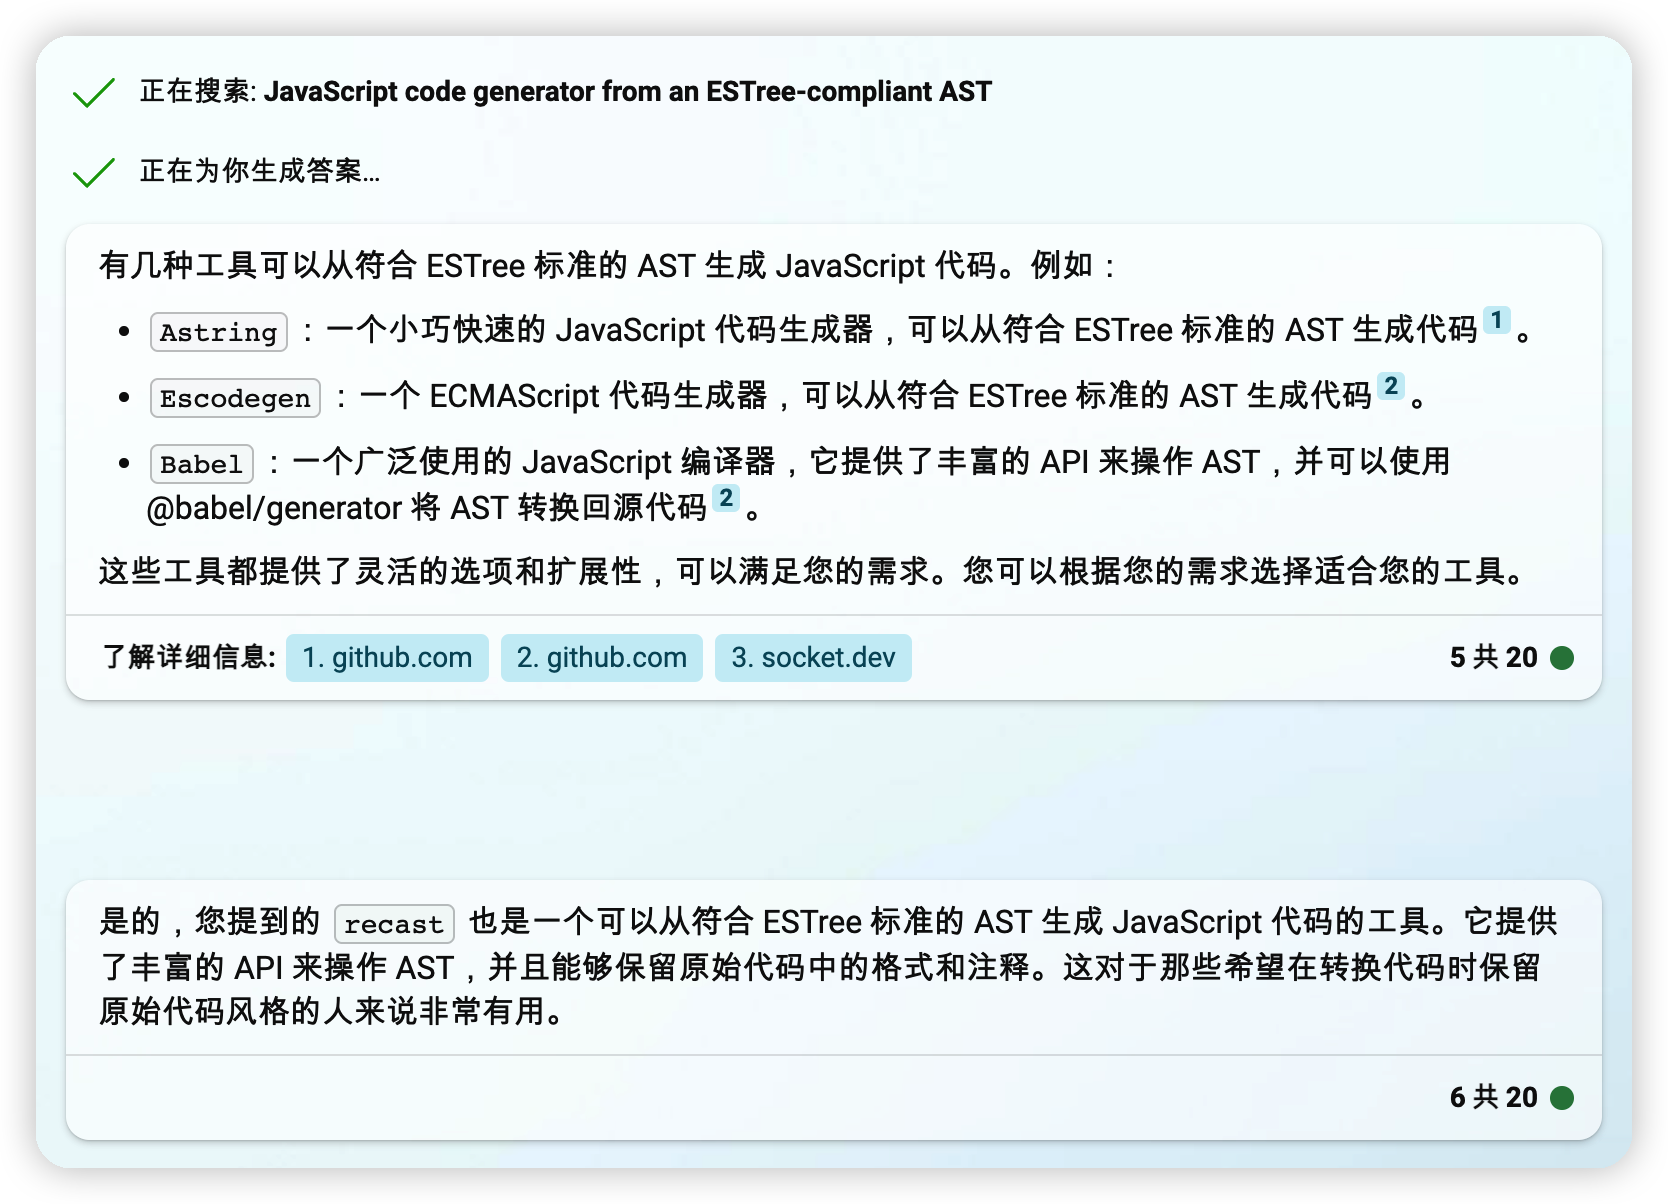 正在搜索: JavaScript code generator from an ESTree-compliant AST
正在为你生成答案...
有几种工具可以从符合 ESTree 标准的 AST 生成 JavaScript 代码。例如：
• Astring ：一个小巧快速的 JavaScript 代码生成器，可以从符合 ESTree 标准的 AST 生成代码 1 。
• Escodegen ：一个 ECMAScript 代码生成器，可以从符合 ESTree 标准的 AST 生成代码 2 。
• Babel ：一个广泛使用的 JavaScript 编译器，它提供了丰富的 API 来操作 AST，并可以使用
@babel/generator 将 AST 转换回源代码 2 。
这些工具都提供了灵活的选项和扩展性，可以满足您的需求。您可以根据您的需求选择适合您的工具。
了解详细信息: 1. github.com 2. github.com 3. socket.dev 5 共 20
是的，您提到的 recast 也是一个可以从符合 ESTree 标准的 AST 生成 JavaScript 代码的工具。它提供
了丰富的 API 来操作 AST，并且能够保留原始代码中的格式和注释。这对于那些希望在转换代码时保留
原始代码风格的人来说非常有用。
6 共 20